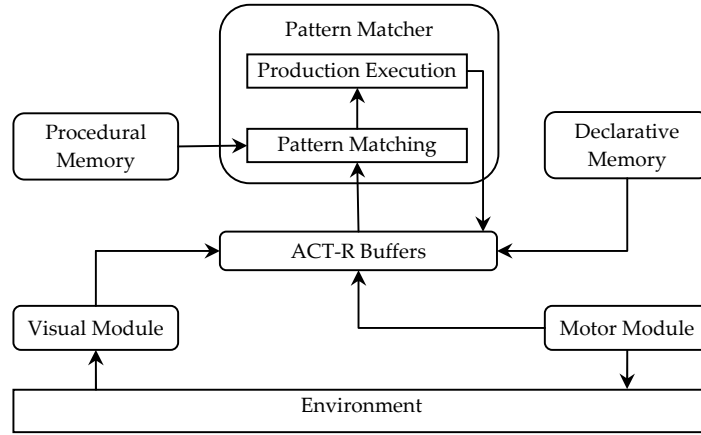 Pattern Matcher
Production Execution
Procedural
Memory
Pattern Matching
Declarative
Memory
ACT-R Buffers
Visual Module
Motor Module
Environment